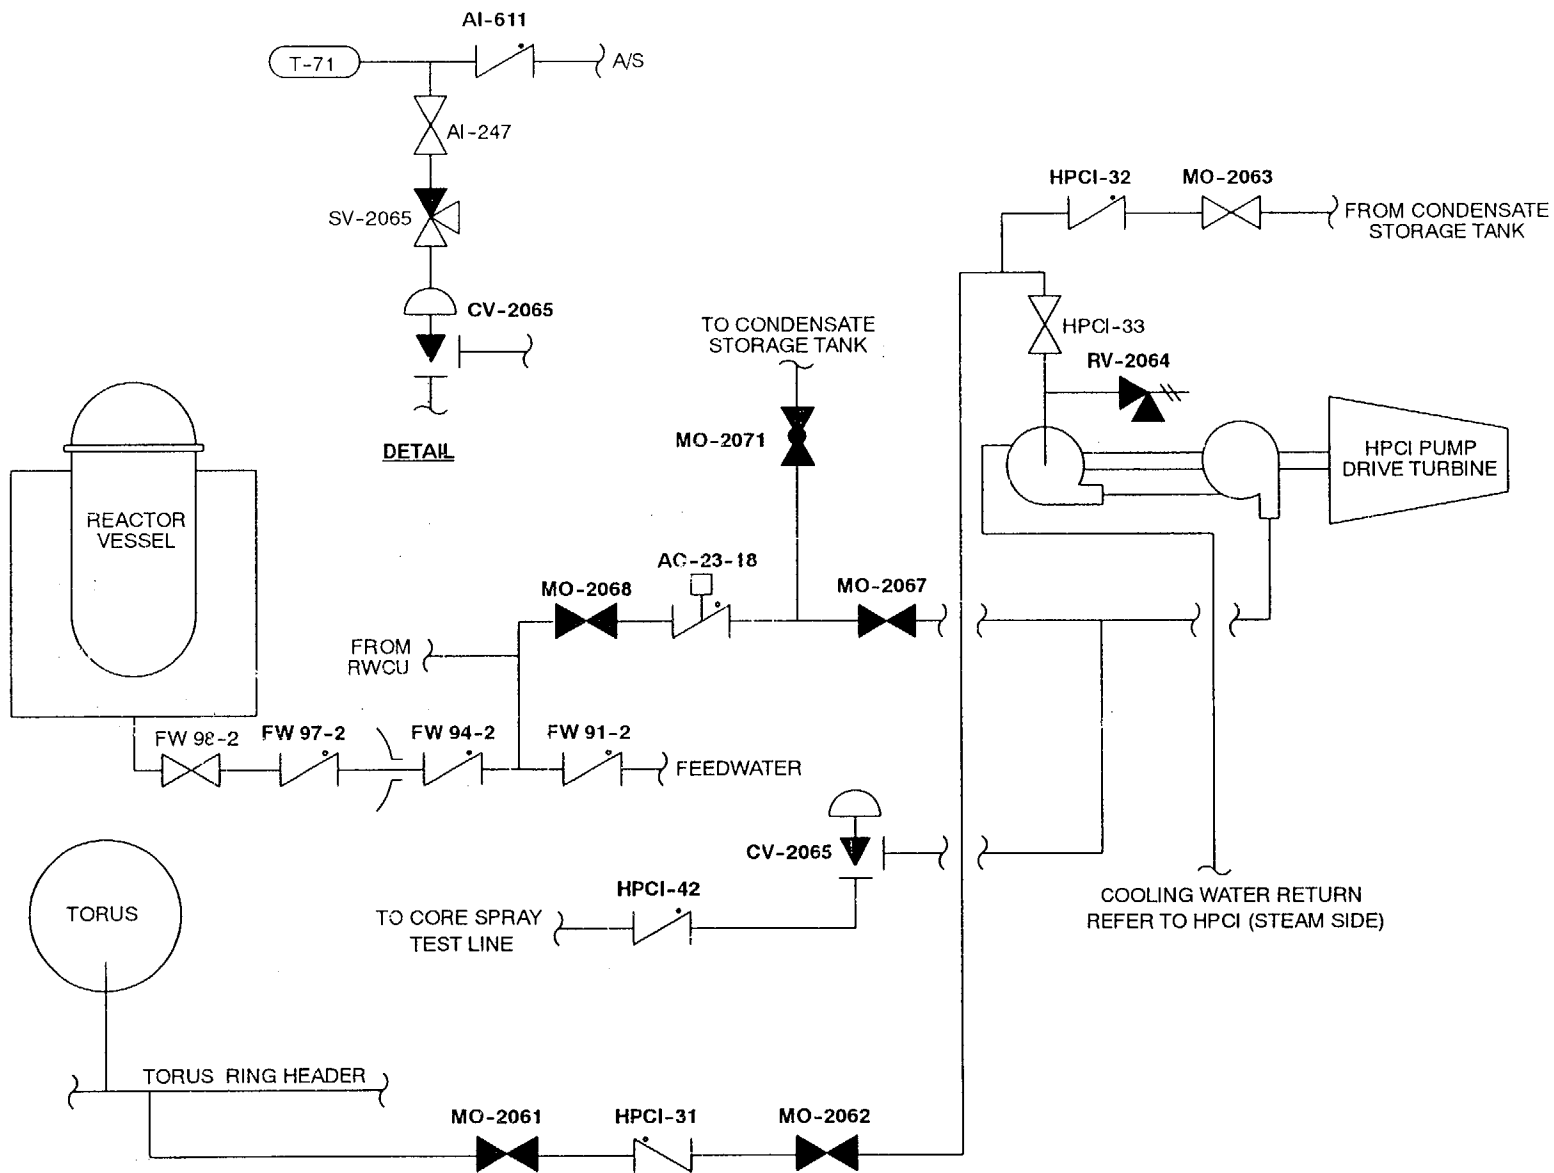 AI-611
T-71
A/S
AI-247
SV-2065
CV-2065
DETAIL
HPCI-32
MO-2063
FROM CONDENSATE
STORAGE TANK
HPCI-33
RV-2064
TO CONDENSATE
STORAGE TANK
MO-2071
HPCI PUMP
DRIVE TURBINE
REACTOR
VESSEL
AO-23-18
MO-2068
MO-2067
FROM
RWCU
FW 97-2
FW 94-2
FW 91-2
FEEDWATER
CV-2065
HPCI-42
TO CORE SPRAY
TEST LINE
COOLING WATER RETURN
REFER TO HPCI (STEAM SIDE)
TORUS
TORUS RING HEADER
MO-2061
HPCI-31
MO-2062